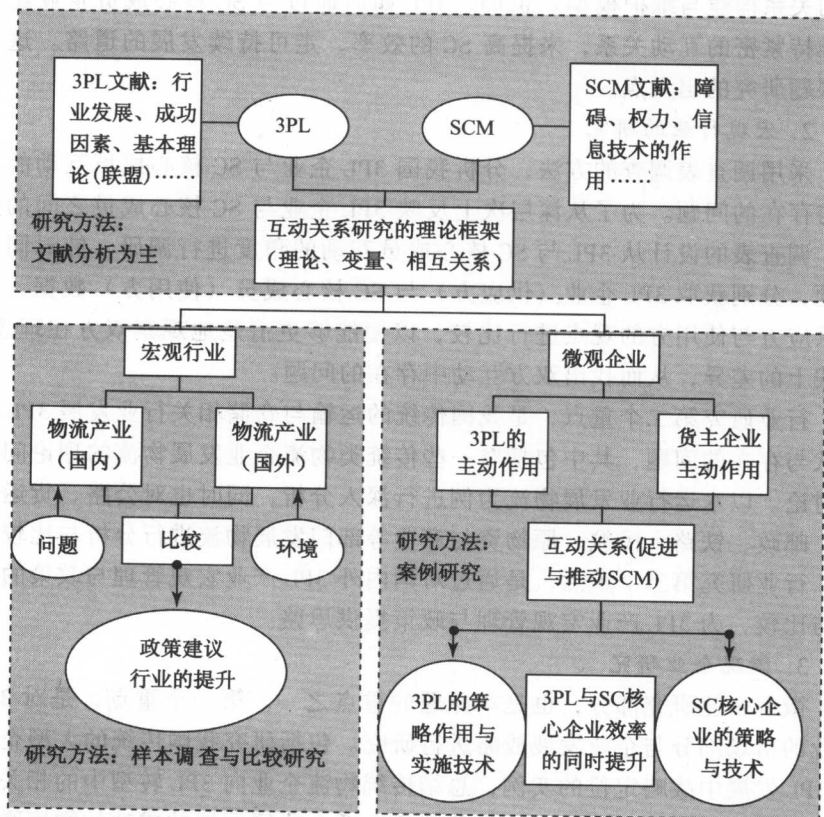 3PL文献：行
业发展、成功
因素、基本理
论(联盟)……
3PL
SCM
SCM文献：障
碍、权力、信
息技术的作
用……
研究方法：
文献分析为主
互动关系研究的理论框架
（理论、变量、相互关系）
宏观行业
物流产业
（国内）
物流产业
（国外）
问题
比较
环境
政策建议
行业的提升
研究方法：样本调查与比较研究
微观企业
3PL的
主动作用
货主企业
主动作用
研究方法：
案例研究
互动关系(促进
与推动SCM)
3PL的策
略作用与
实施技术
3PL与SC核
心企业效率
的同时提升
SC核心企
业的策略
与技术